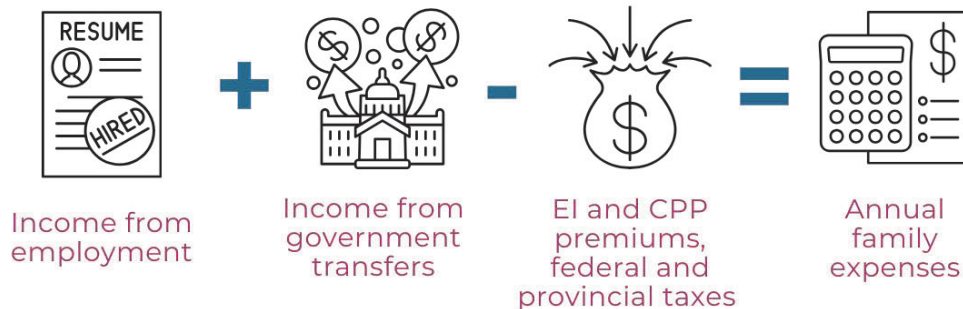 RESUME
HIRED
+
-
=
$
$
$
$
Income from
employment
Income from
government
transfers
EI and CPP
premiums,
federal and
provincial taxes
Annual
family
expenses